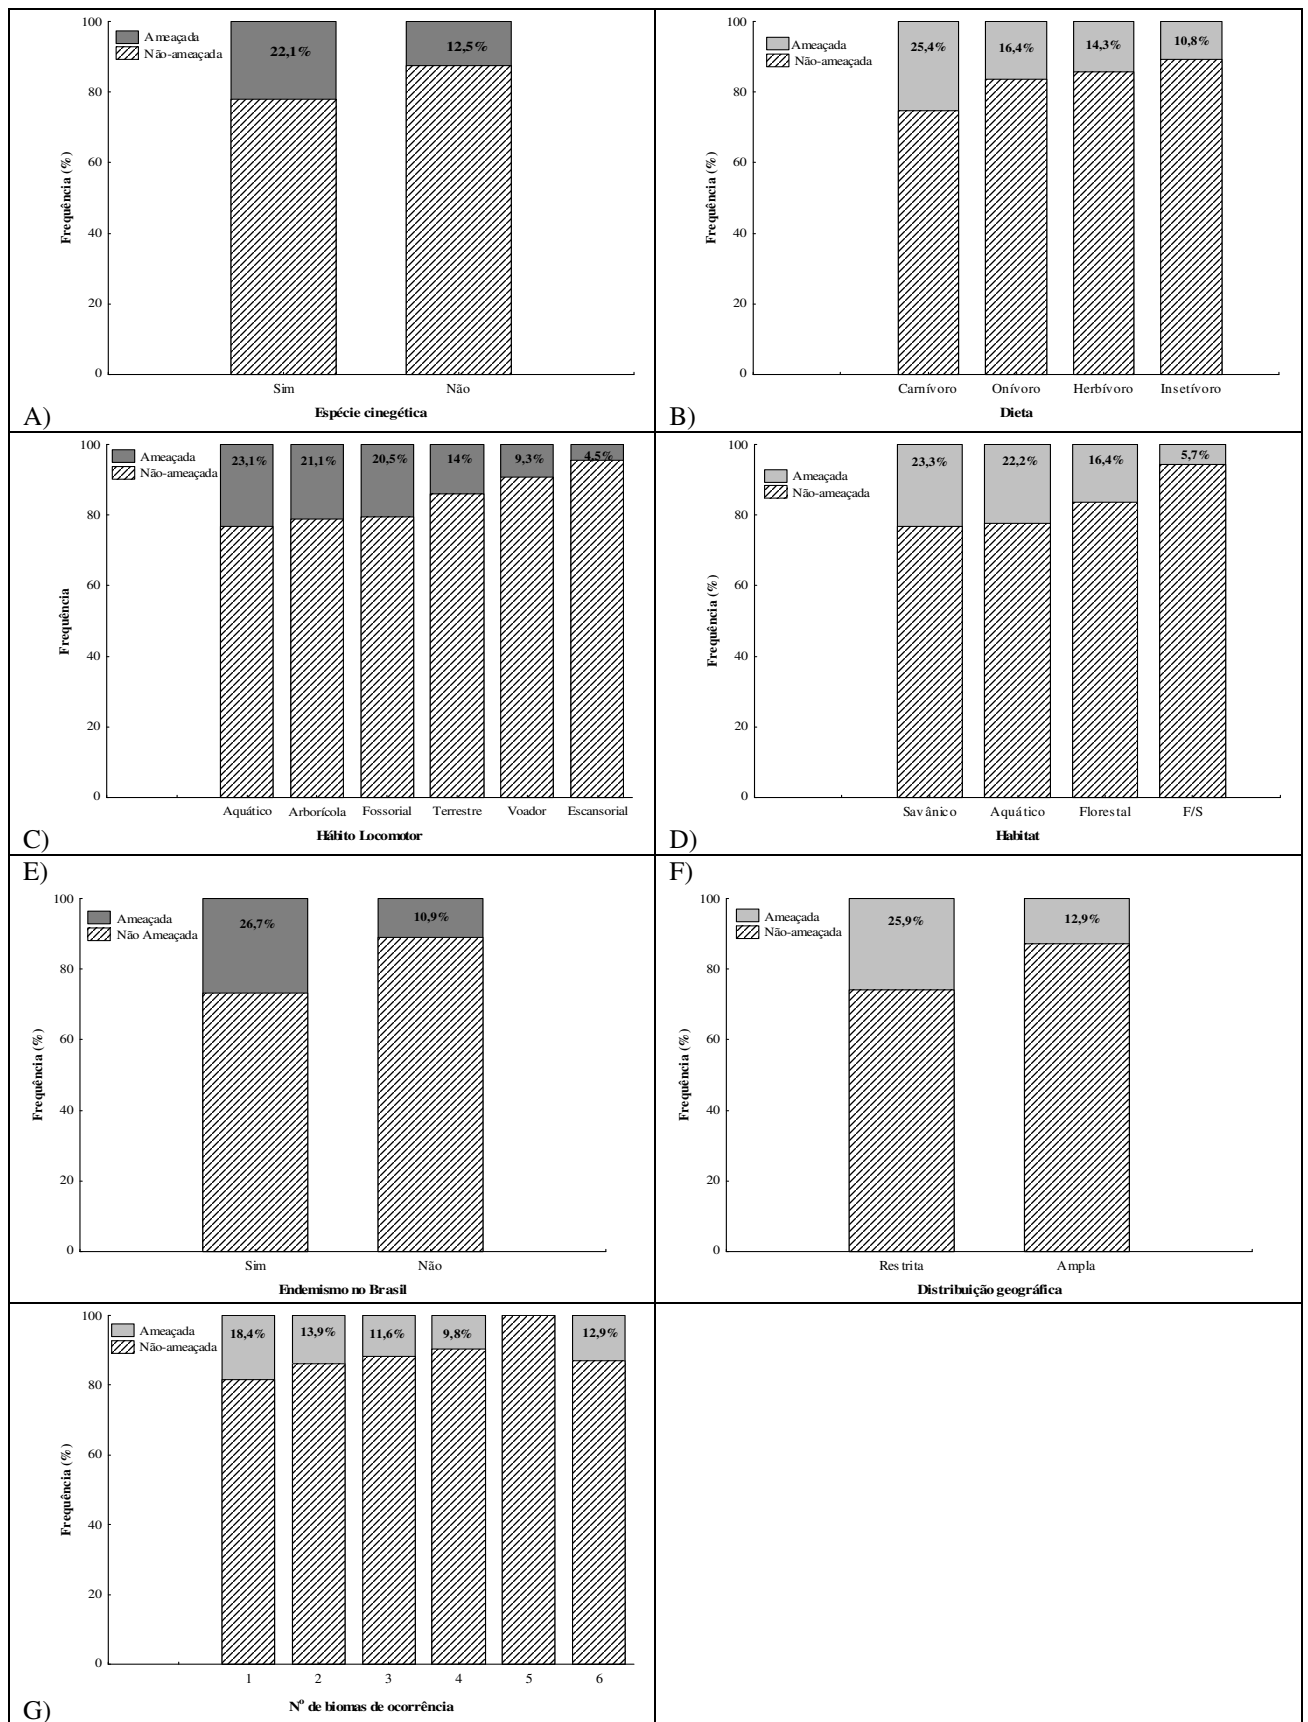 100
80
60
40
20
0
Frequência (%)
Ameaçada
Não-ameaçada
22,1%
12,5%
Sim
Não
Espécie cinegética
A)
100
80
60
40
20
0
Frequência (%)
Ameaçada
Não-ameaçada
25,4%
16,4%
14,3%
10,8%
Carnívoro
Onívoro
Herbívoro
Insetívoro
Dieta
B)
100
80
60
40
20
0
Frequência
Ameaçada
Não-ameaçada
23,1%
21,1%
20,5%
14%
9,3%
4,5%
Aquático
Arborícola
Fossorial
Terrestre
Voador
Escansorial
Hábito Locomotor
C)
100
80
60
40
20
0
Frequência (%)
Ameaçada
Não-ameaçada
23,3%
22,2%
16,4%
5,7%
Savânico
Aquático
Florestal
F/S
Habitat
D)
E)
100
80
60
40
20
0
Frequência (%)
Ameaçada
Não Ameaçada
26,7%
10,9%
Sim
Não
Endemismo no Brasil
F)
100
80
60
40
20
0
Frequência (%)
Ameaçada
Não-ameaçada
25,9%
12,9%
Restrita
Ampla
Distribuição geográfica
100
80
60
40
20
0
Frequência (%)
Ameaçada
Não-ameaçada
18,4%
13,9%
11,6%
9,8%
12,9%
1
2
3
4
5
6
Nº de biomas de ocorrência
G)